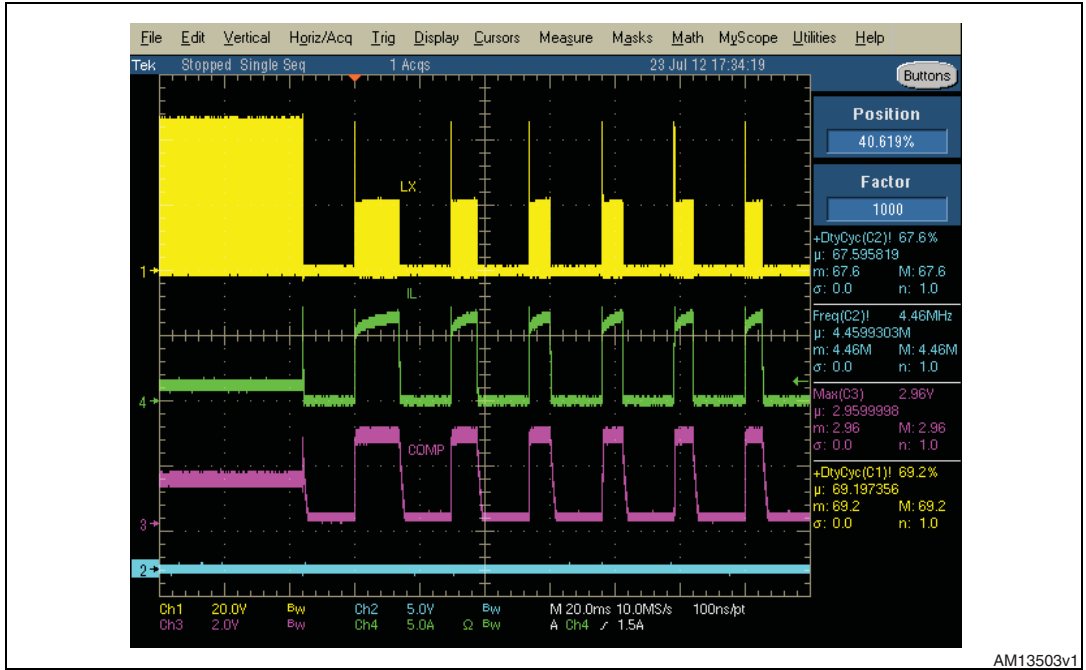 File Edit Vertical Horiz/Acq Trig Display Cursors Measure Masks Math MyScope Utilities Help
Tek Stopped Single Seq 1 Acqs 23 Jul 12 17:34:19
Buttons
Position
40.619%
Factor
1000
LX
IL
COMP
1
4
3
2
+DtyCyc(C2)! 67.6%
µ: 67.595819
m: 67.6 M: 67.6
σ: 0.0 n: 1.0
Freq(C2)! 4.46MHz
µ: 4.4599303M
m: 4.46M M: 4.46M
σ: 0.0 n: 1.0
Max(C3) 2.96V
µ: 2.9599998
m: 2.96 M: 2.96
σ: 0.0 n: 1.0
+DtyCyc(C1)! 69.2%
µ: 69.197356
m: 69.2 M: 69.2
σ: 0.0 n: 1.0
Ch1 20.0V Bw Ch2 5.0V Bw M 20.0ms 10.0MS/s 100ns/pt
Ch3 2.0V Bw Ch4 5.0A Ω Bw A Ch4 ∕ 1.5A
AM13503v1